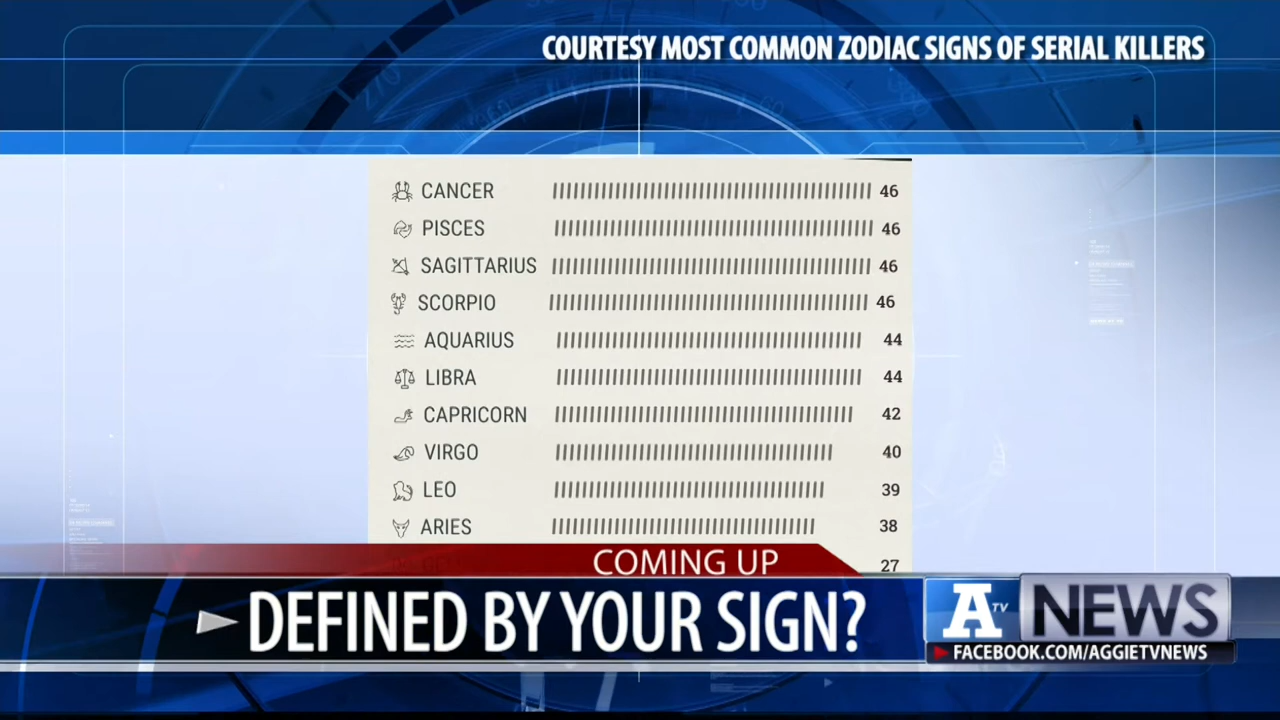 COURTESY MOST COMMON ZODIAC SIGNS OF SERIAL KILLERS
CANCER 46
PISCES 46
SAGITTARIUS 46
SCORPIO 46
AQUARIUS 44
LIBRA 44
CAPRICORN 42
VIRGO 40
LEO 39
ARIES 38
27
COMING UP
DEFINED BY YOUR SIGN?
ATV NEWS
FACEBOOK.COM/AGGIETVNEWS